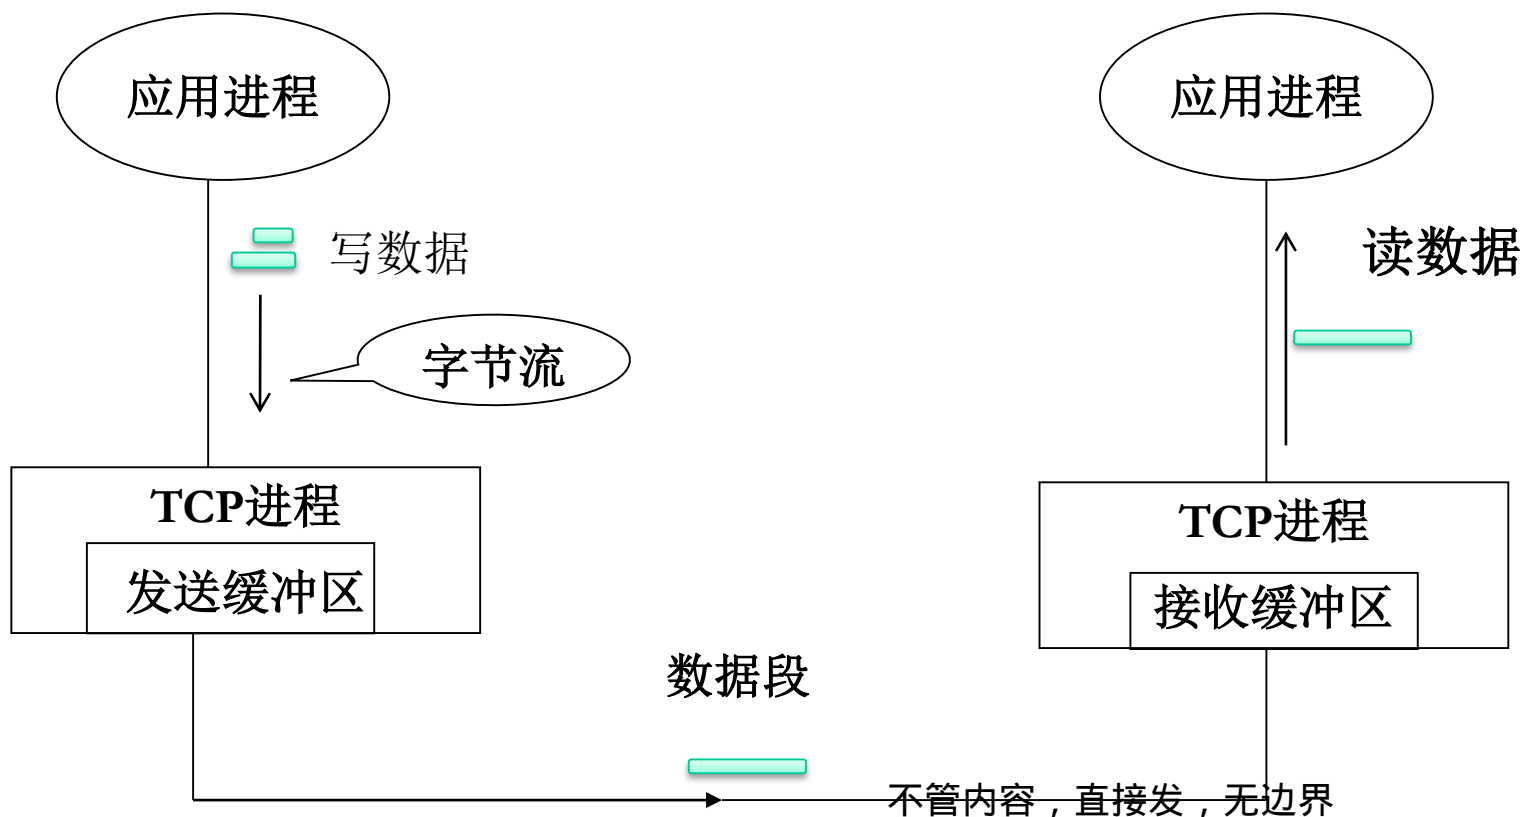 应用进程
应用进程
写数据
读数据
字节流
TCP进程
发送缓冲区
TCP进程
接收缓冲区
数据段
不管内容，直接发，无边界